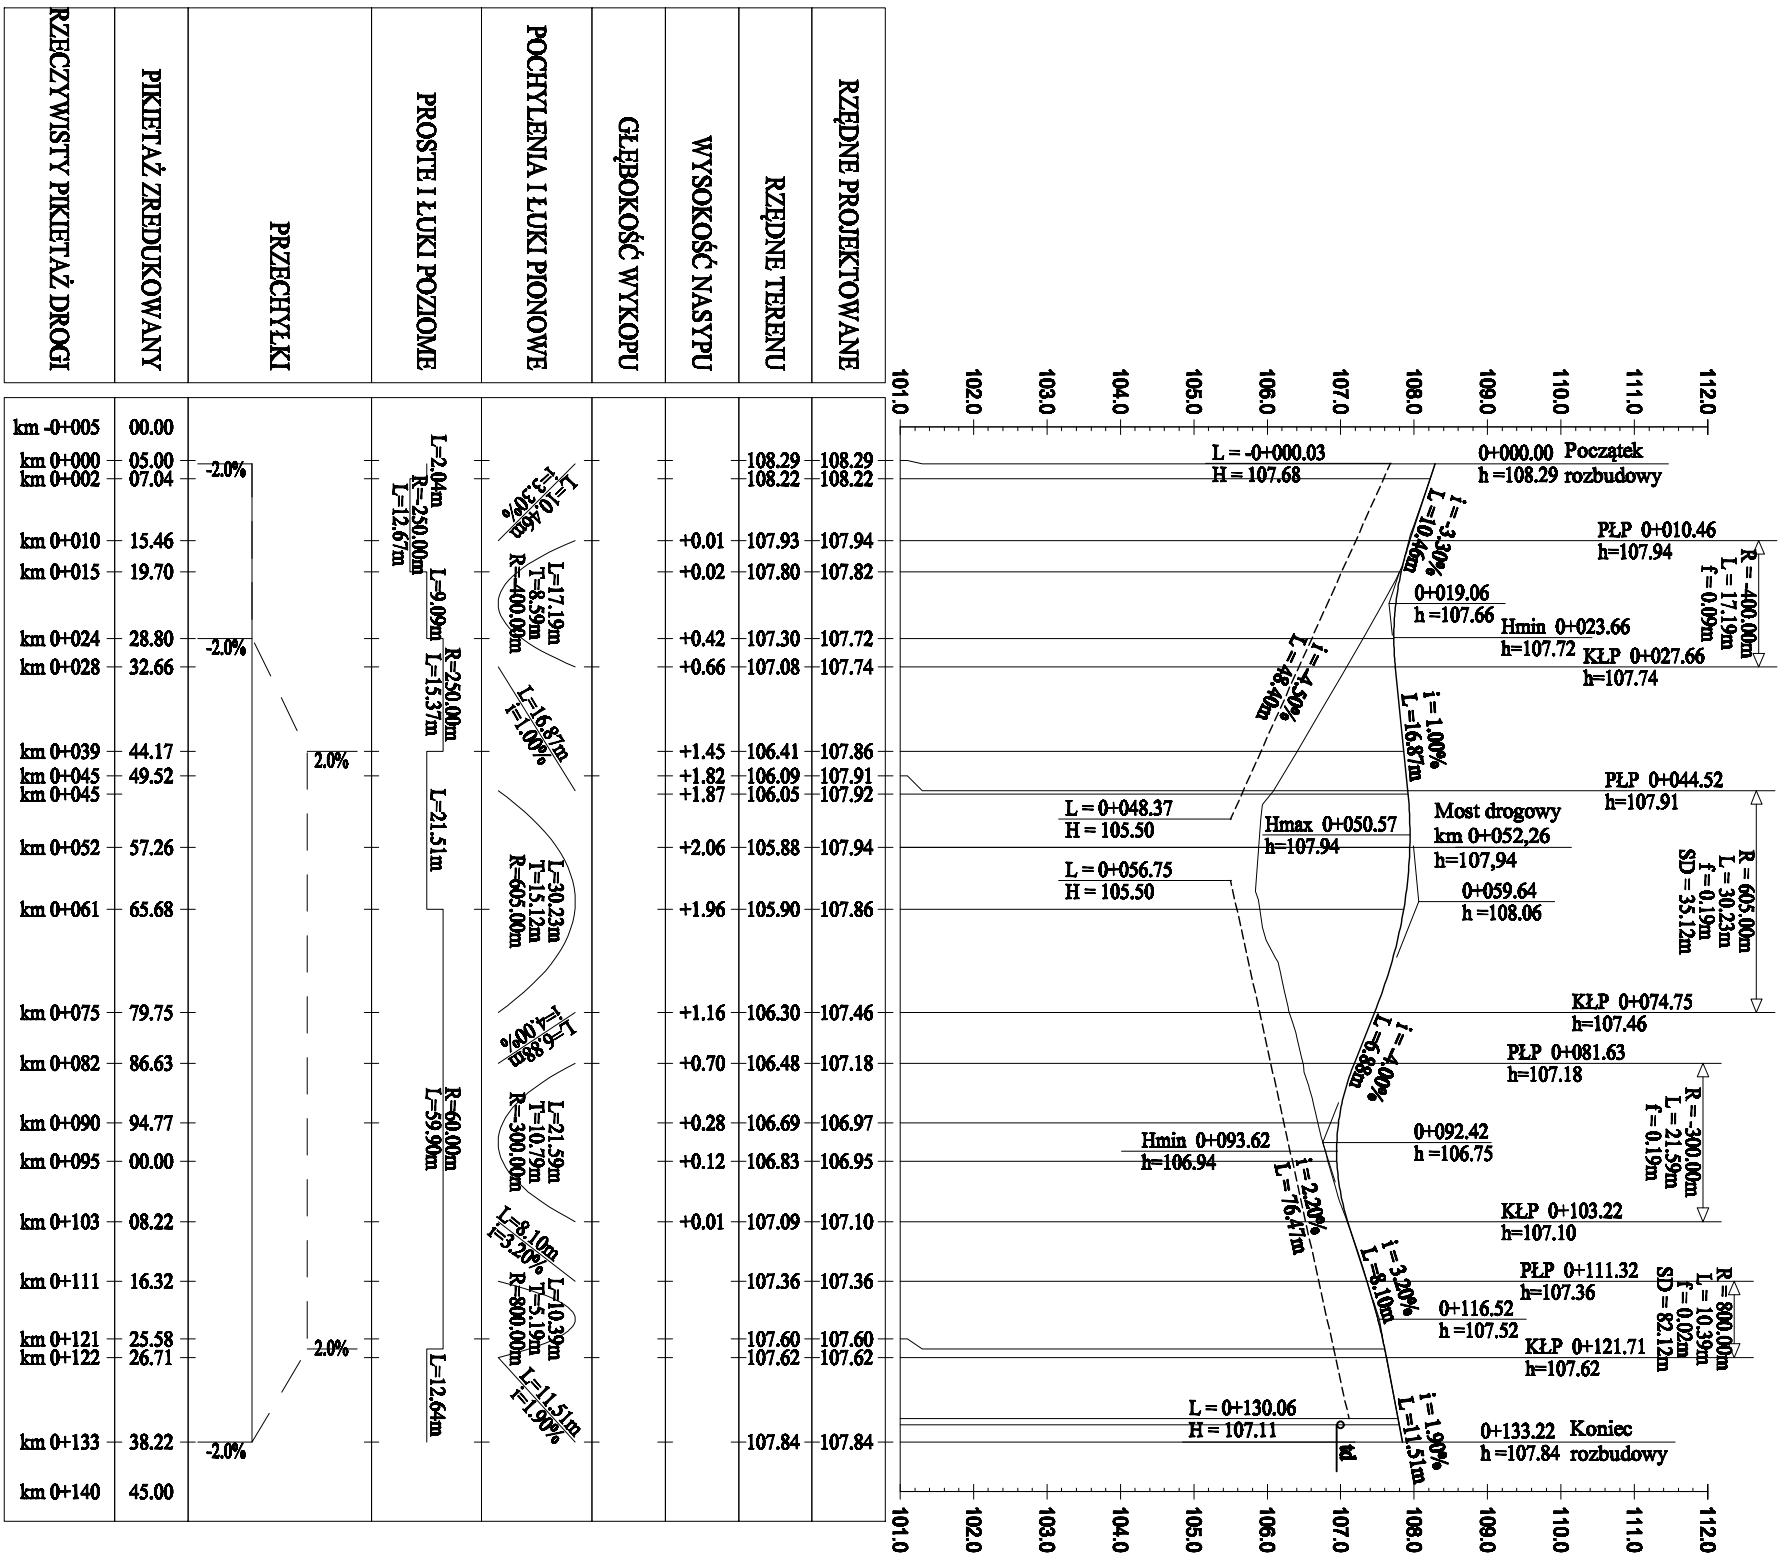 RZECZYWISTY PIKIETAŻ DROGI
PIKIETAŻ ZREDUKOWANY
PRZECHYŁKI
PROSTE I ŁUKI POZIOME
POCHYLENIA I ŁUKI PIONOWE
GŁĘBOKOŚĆ WYKOPU
WYSOKOŚĆ NASYPU
RZĘDNE TERENU
RZĘDNE PROJEKTOWANE
101.0
102.0
103.0
104.0
105.0
106.0
107.0
108.0
109.0
110.0
111.0
112.0
km -0+005 00.00
km 0+000 05.00 108.29 108.29
km 0+002 07.04 108.22 108.22
km 0+010 15.46 +0.01 107.93 107.94
km 0+015 19.70 +0.02 107.80 107.82
km 0+024 28.80 +0.42 107.30 107.72
km 0+028 32.66 +0.66 107.08 107.74
km 0+039 44.17 +1.45 106.41 107.86
km 0+045 49.52 +1.82 106.09 107.91
km 0+045 +1.87 106.05 107.92
km 0+052 57.26 +2.06 105.88 107.94
km 0+061 65.68 +1.96 105.90 107.86
km 0+075 79.75 +1.16 106.30 107.46
km 0+082 86.63 +0.70 106.48 107.18
km 0+090 94.77 +0.28 106.69 106.97
km 0+095 00.00 +0.12 106.83 106.95
km 0+103 08.22 +0.01 107.09 107.10
km 0+111 16.32 107.36 107.36
km 0+121 25.58 107.60 107.60
km 0+122 26.71 107.62 107.62
km 0+133 38.22 107.84 107.84
km 0+140 45.00
-2.0%
-2.0%
2.0%
2.0%
-2.0%
L=2.04m
R=-250.00m
L=12.67m
L=9.09m
R=250.00m
L=15.37m
L=21.51m
R=60.00m
L=59.90m
L=12.64m
L=10.46m
i=3.30%
L=17.19m
T=8.59m
R=-400.00m
L=16.87m
i=1.00%
L=30.23m
T=15.12m
R=605.00m
L=6.88m
i=4.00%
L=21.59m
T=10.79m
R=-300.00m
L=8.10m
i=3.20%
L=10.39m
T=5.19m
R=800.00m
L=11.51m
i=1.90%
L = -0+000.03
H = 107.68
0+000.00 Początek
h =108.29 rozbudowy
i = -3.30%
L=10.46m
PŁP 0+010.46
h=107.94
R = -400.00m
L = 17.19m
f = 0.09m
0+019.06
h =107.66
Hmin 0+023.66
h=107.72
KŁP 0+027.66
h=107.74
i = -4.50%
L = 48.40m
i = 1.00%
L=16.87m
PŁP 0+044.52
h=107.91
L = 0+048.37
H = 105.50
Hmax 0+050.57
h=107.94
Most drogowy
km 0+052,26
h=107,94
L = 0+056.75
H = 105.50
0+059.64
h =108.06
R = 605.00m
L = 30.23m
f = 0.19m
SD = 35.12m
KŁP 0+074.75
h=107.46
i = -4.00%
L=6.88m
PŁP 0+081.63
h=107.18
R = -300.00m
L = 21.59m
f = 0.19m
0+092.42
h =106.75
Hmin 0+093.62
h=106.94
i = 2.20%
L = 76.47m
KŁP 0+103.22
h=107.10
i = 3.20%
L=8.10m
PŁP 0+111.32
h=107.36
R = 800.00m
L = 10.39m
f = 0.02m
SD = 82.12m
0+116.52
h =107.52
KŁP 0+121.71
h=107.62
L = 0+130.06
H = 107.11
td
i = 1.90%
L=11.51m
0+133.22 Koniec
h =107.84 rozbudowy
101.0
102.0
103.0
104.0
105.0
106.0
107.0
108.0
109.0
110.0
111.0
112.0